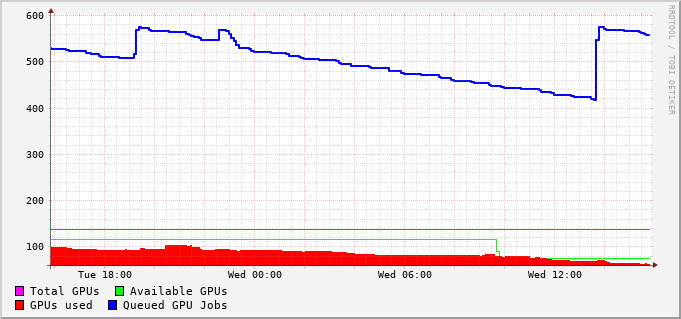 600
500
400
300
200
100
Tue 18:00 Wed 00:00 Wed 06:00 Wed 12:00
Total GPUs Available GPUs
GPUs used Queued GPU Jobs
RRDTOOL / TOBI OETIKER